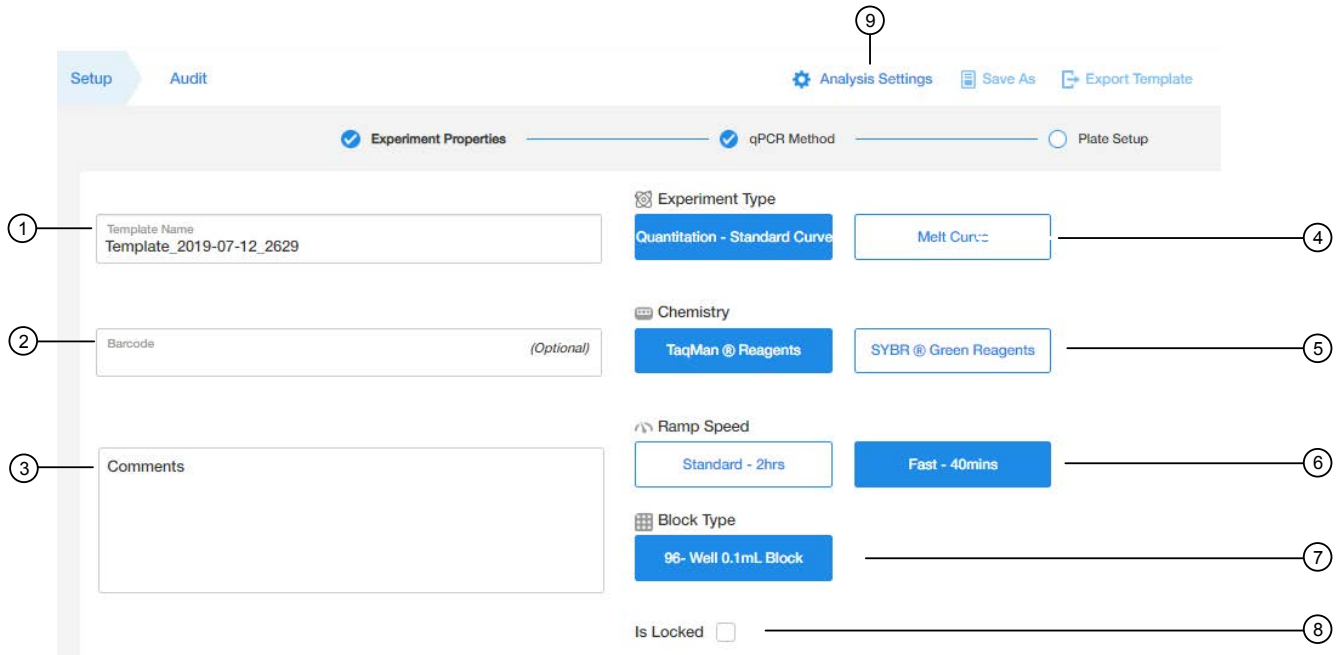 9
Setup Audit Analysis Settings Save As Export Template
Experiment Properties qPCR Method Plate Setup
Experiment Type
1 Template Name
Template_2019-07-12_2629
Quantitation - Standard Curve Melt Curve 4
Chemistry
2 Barcode (Optional) TaqMan ® Reagents SYBR ® Green Reagents 5
Ramp Speed
3 Comments Standard - 2hrs Fast - 40mins 6
Block Type
96- Well 0.1mL Block 7
Is Locked 8